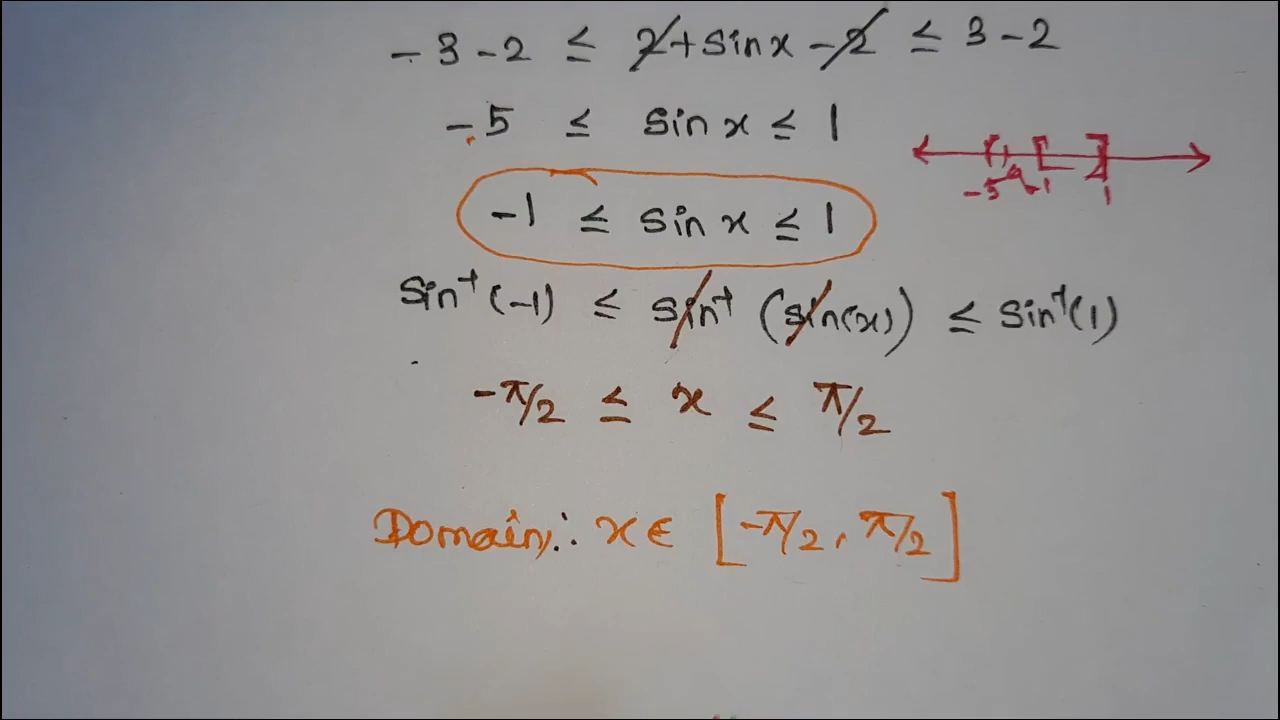 -3-2 ≤ 2+sinx-2 ≤ 3-2
-5 ≤ sin x ≤ 1
-5 -1 1
-1 ≤ sin x ≤ 1
sin⁻¹(-1) ≤ sin⁻¹(sin(x)) ≤ sin⁻¹(1)
-π/2 ≤ x ≤ π/2
Domain: x ∈ [-π/2, π/2]